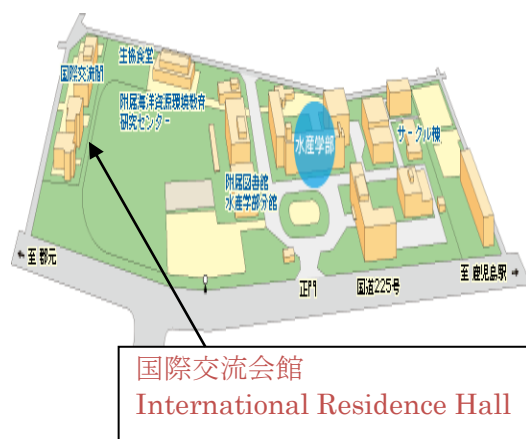 生協食堂
国際交流関
附属海洋資源環境教育
研究センター
水産学部
サークル棟
附属図書館
水産学部分館
至 郡元
正門
国道225号
至 鹿児島駅
国際交流会館
International Residence Hall